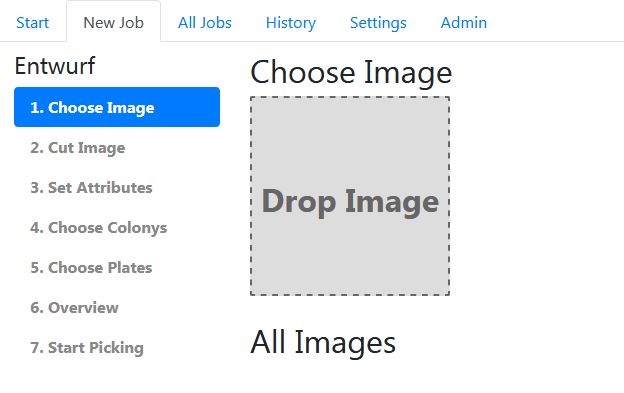 Start New Job All Jobs History Settings Admin
Entwurf
1. Choose Image
2. Cut Image
3. Set Attributes
4. Choose Colonys
5. Choose Plates
6. Overview
7. Start Picking
Choose Image
Drop Image
All Images